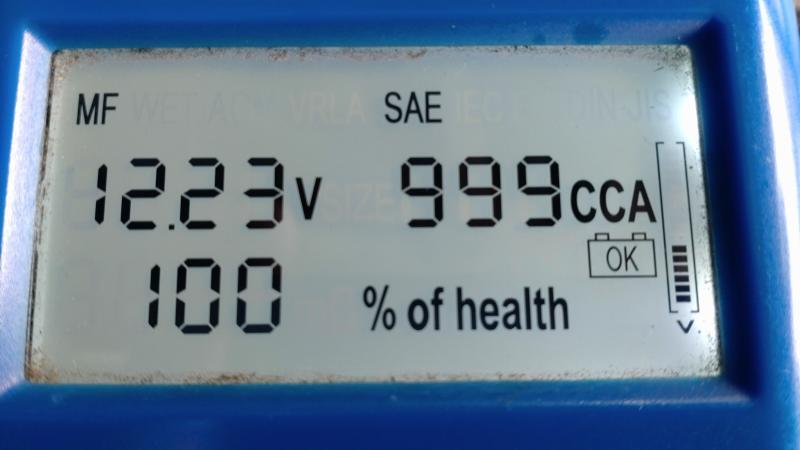 MF SAE
12.23 V 999 CCA
OK
100 % of health
V